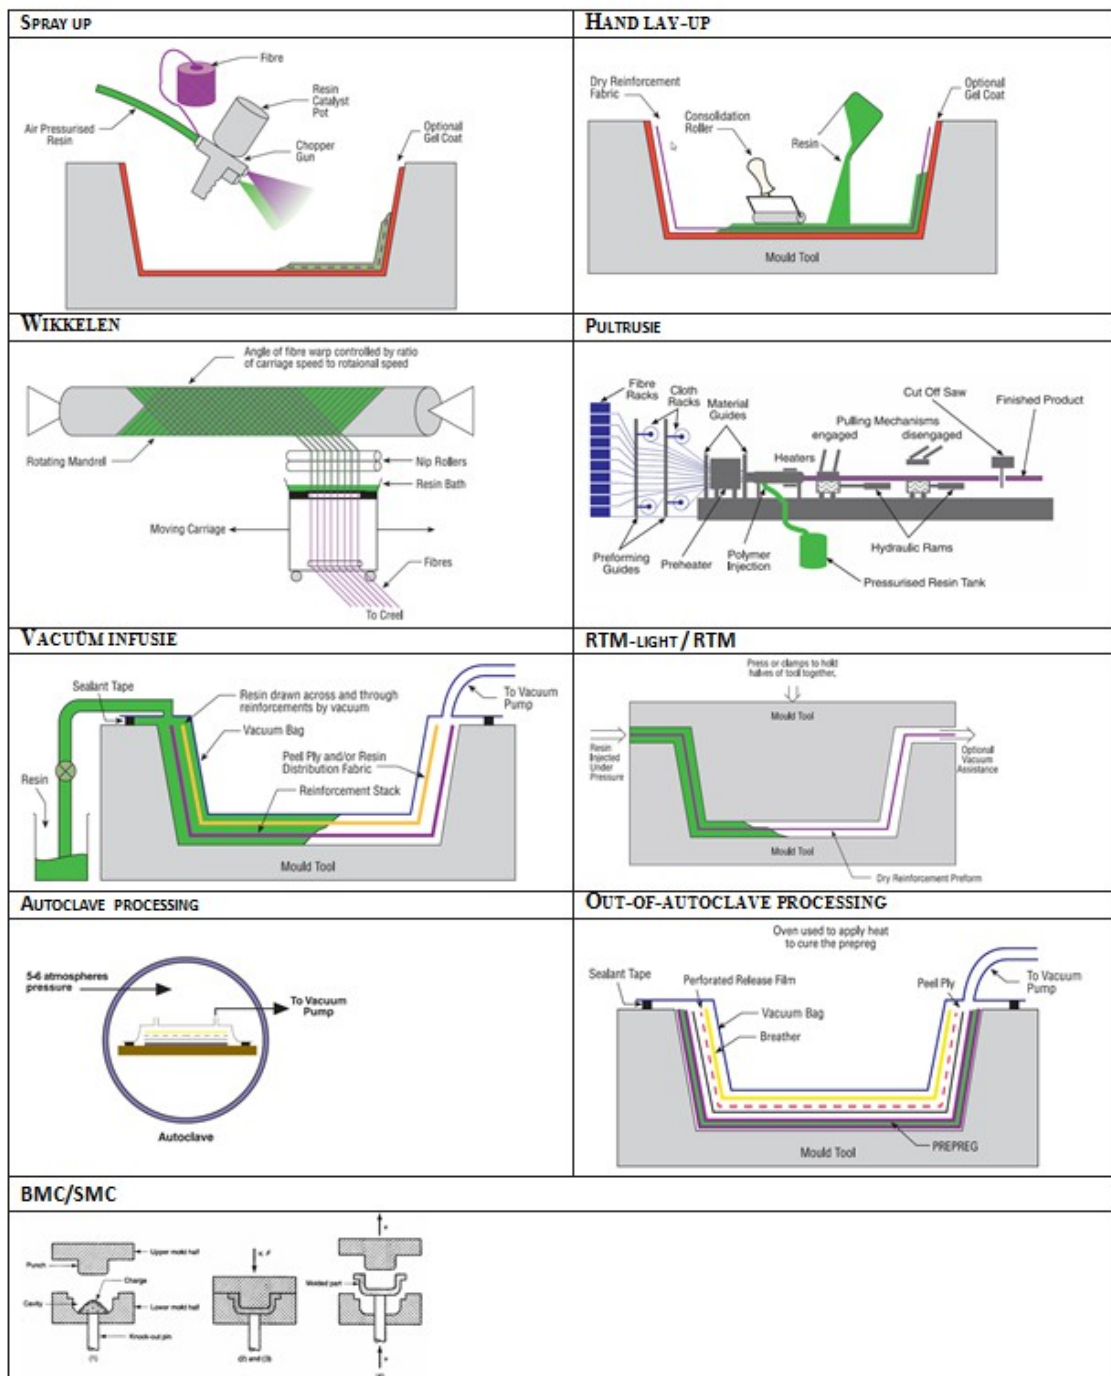 SPRAY UP
Fibre
Resin
Catalyst
Pot
Air Pressurised
Resin
Chopper
Gun
Optional
Gel Coat
HAND LAY-UP
Dry Reinforcement
Fabric
Consolidation
Roller
Resin
Optional
Gel Coat
Mould Tool
WIKKELEN
Angle of fibre warp controlled by ratio
of carriage speed to rotaional speed
Rotating Mandrel
Nip Rollers
Resin Bath
Moving Carriage
Fibres
To Creel
PULTRUSIE
Fibre
Racks
Cloth
Racks
Material
Guides
Heaters
Pulling Mechanisms
engaged
disengaged
Cut Off Saw
Finished Product
Preforming
Guides
Preheater
Polymer
Injection
Hydraulic Rams
Pressurised Resin Tank
VACUÜM INFUSIE
Sealant Tape
Resin drawn across and through
reinforcements by vacuum
Vacuum Bag
Peel Ply and/or Resin
Distribution Fabric
Reinforcement Stack
To Vacuum
Pump
Resin
Mould Tool
RTM-LIGHT / RTM
Press or clamps to hold
halves of tool together,
Mould Tool
Resin
Injected
Under
Pressure
Optional
Vacuum
Assistance
Mould Tool
Dry Reinforcement Preform
AUTOCLAVE PROCESSING
5-6 atmospheres
pressure
To Vacuum
Pump
Autoclave
OUT-OF-AUTOCLAVE PROCESSING
Oven used to apply heat
to cure the prepreg
Sealant Tape
Perforated Release Film
Peel Ply
To Vacuum
Pump
Vacuum Bag
Breather
PREPREG
Mould Tool
BMC/SMC
Upper mold half
Punch
Charge
Cavity
Lower mold half
Knock-out pin
(1)
v, F
(2) and (3)
v
Molded part
v